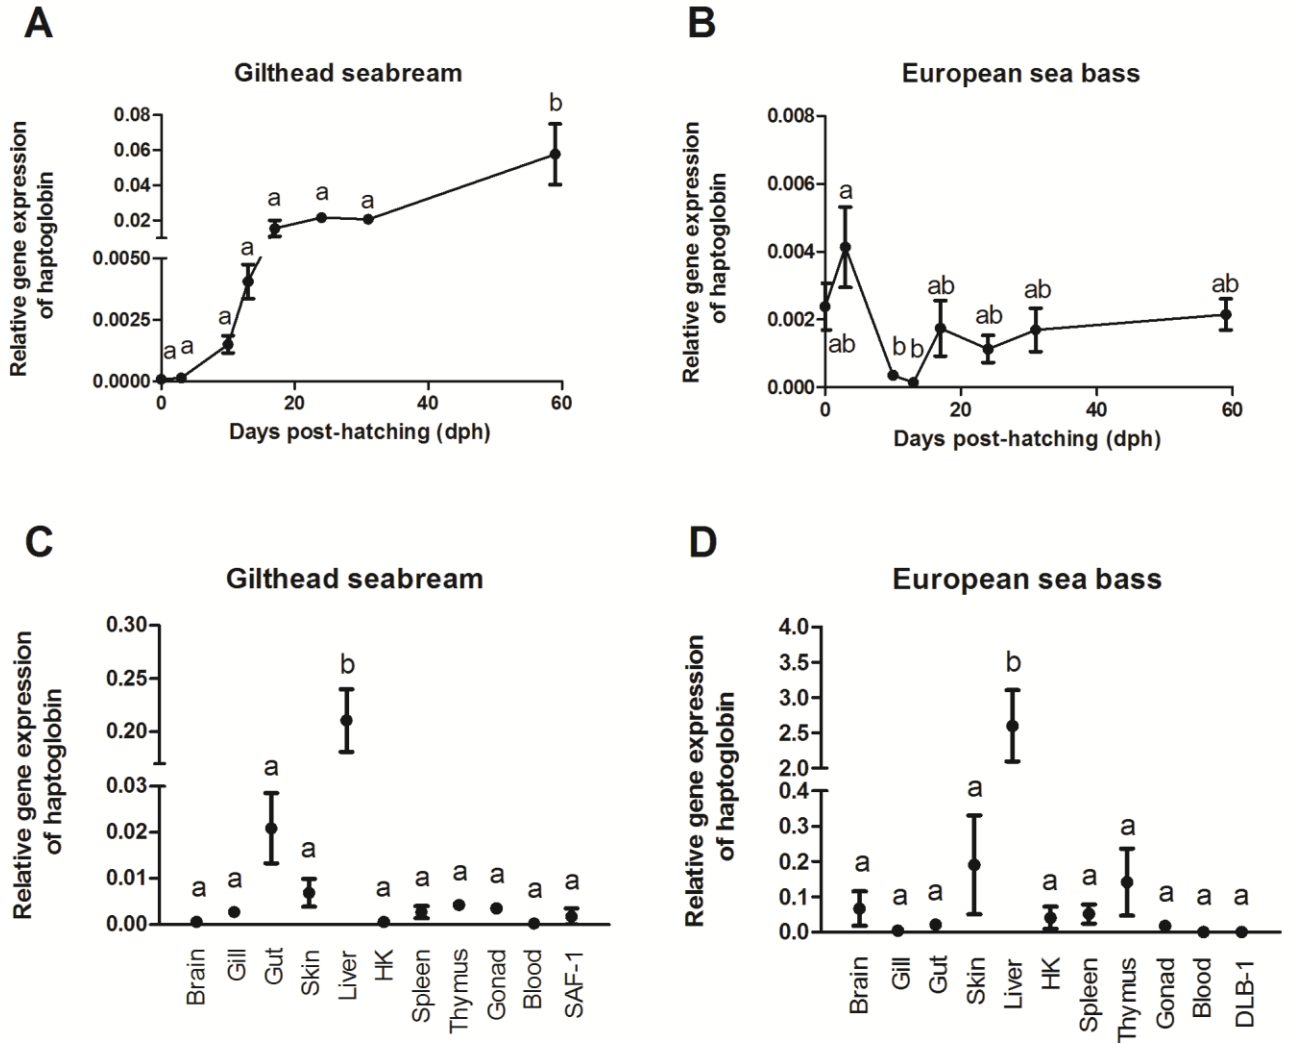 A
Gilthead seabream
Relative gene expression
of haptoglobin
0.08
0.06
0.04
0.02
0.0050
0.0025
0.0000
a
a
a
a
a
a
a
b
0
20
40
60
Days post-hatching (dph)
B
European sea bass
Relative gene expression
of haptoglobin
0.008
0.006
0.004
0.002
0.000
ab
a
b
b
ab
ab
ab
ab
0
20
40
60
Days post-hatching (dph)
C
Gilthead seabream
Relative gene expression
of haptoglobin
0.30
0.25
0.20
0.03
0.02
0.01
0.00
a
a
a
a
b
a
a
a
a
a
a
Brain
Gill
Gut
Skin
Liver
HK
Spleen
Thymus
Gonad
Blood
SAF-1
D
European sea bass
Relative gene expression
of haptoglobin
4.0
3.5
3.0
2.5
2.0
0.4
0.3
0.2
0.1
0.0
a
a
a
a
b
a
a
a
a
a
a
Brain
Gill
Gut
Skin
Liver
HK
Spleen
Thymus
Gonad
Blood
DLB-1